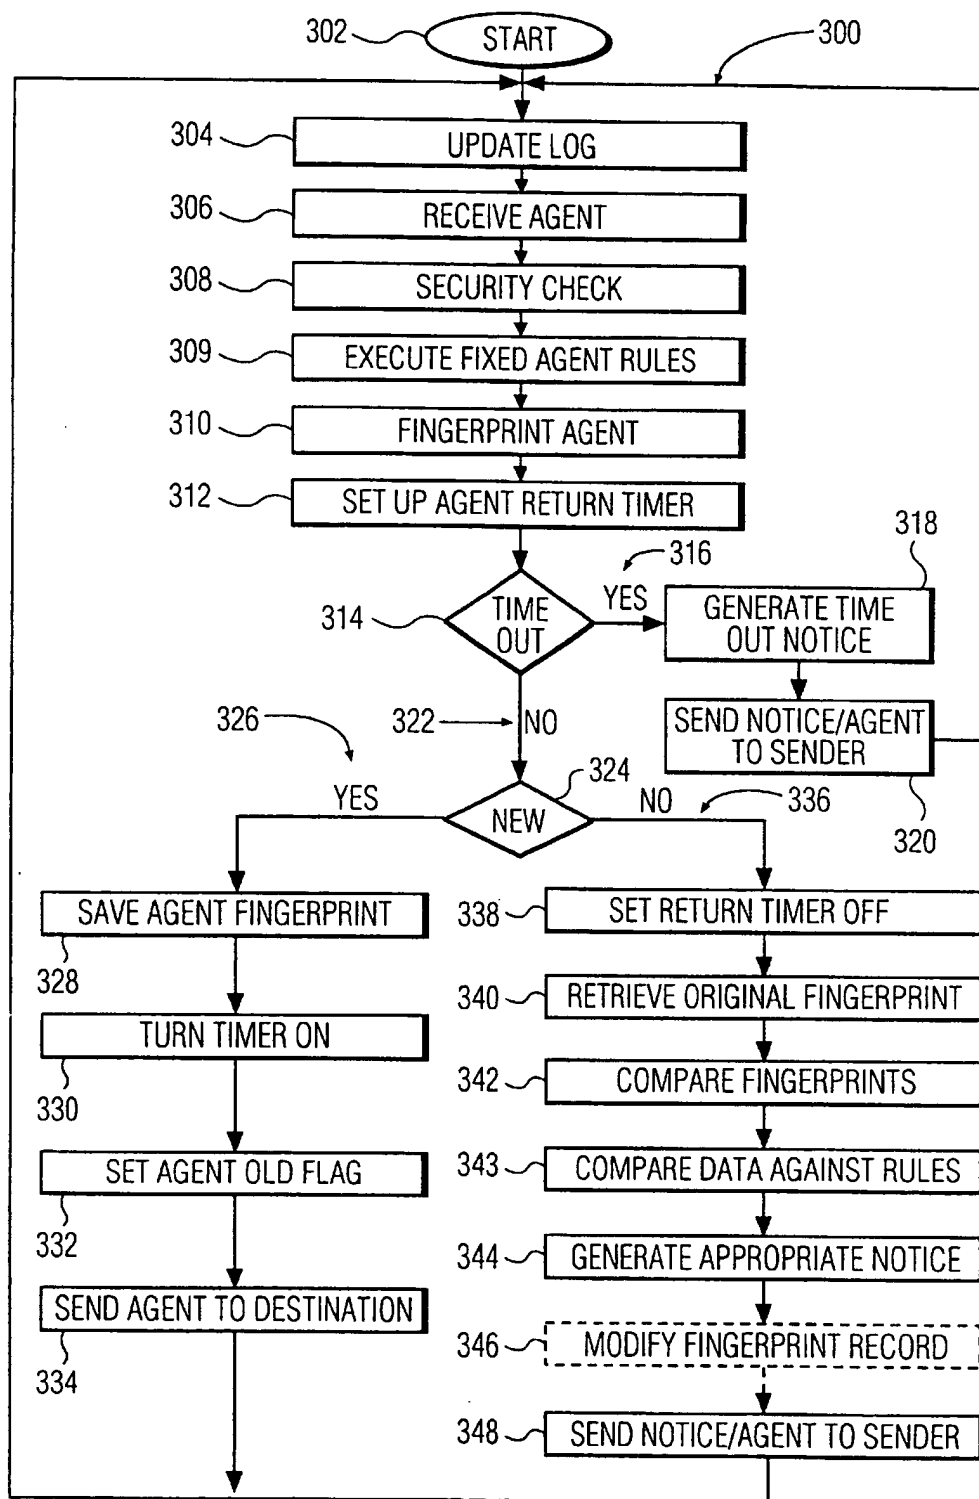 302
START
300
304
UPDATE LOG
306
RECEIVE AGENT
308
SECURITY CHECK
309
EXECUTE FIXED AGENT RULES
310
FINGERPRINT AGENT
312
SET UP AGENT RETURN TIMER
314
TIME
OUT
316
YES
318
GENERATE TIME
OUT NOTICE
322
NO
SEND NOTICE/AGENT
TO SENDER
320
326
YES
324
NEW
NO
336
SAVE AGENT FINGERPRINT
328
TURN TIMER ON
330
SET AGENT OLD FLAG
332
SEND AGENT TO DESTINATION
334
338
SET RETURN TIMER OFF
340
RETRIEVE ORIGINAL FINGERPRINT
342
COMPARE FINGERPRINTS
343
COMPARE DATA AGAINST RULES
344
GENERATE APPROPRIATE NOTICE
346
MODIFY FINGERPRINT RECORD
348
SEND NOTICE/AGENT TO SENDER